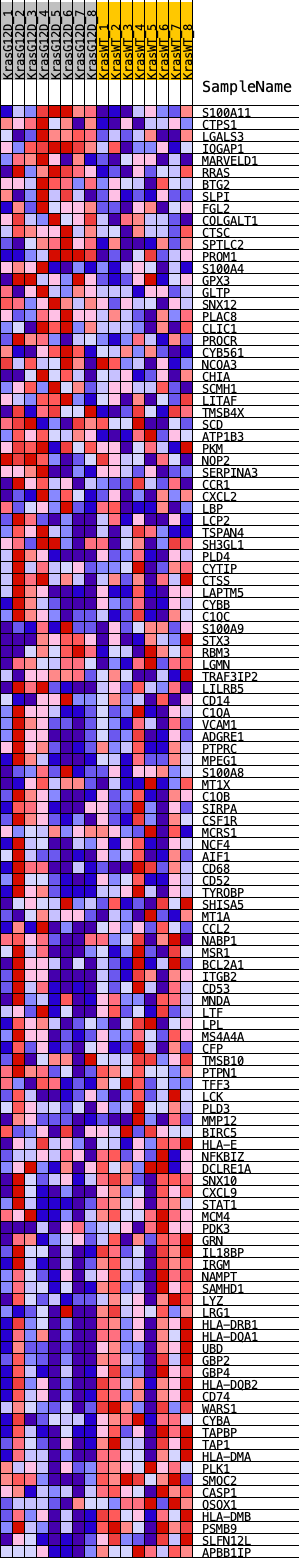 KrasG12D_1
KrasG12D_2
KrasG12D_3
KrasG12D_4
KrasG12D_5
KrasG12D_6
KrasG12D_7
KrasG12D_8
KrasWT_1
KrasWT_2
KrasWT_3
KrasWT_4
KrasWT_5
KrasWT_6
KrasWT_7
KrasWT_8
SampleName
S100A11
CTPS1
LGALS3
IQGAP1
MARVELD1
RRAS
BTG2
SLPI
FGL2
COLGALT1
CTSC
SPTLC2
PROM1
S100A4
GPX3
GLTP
SNX12
PLAC8
CLIC1
PROCR
CYB561
NCOA3
CHIA
SCMH1
LITAF
TMSB4X
SCD
ATP1B3
PKM
NOP2
SERPINA3
CCR1
CXCL2
LBP
LCP2
TSPAN4
SH3GL1
PLD4
CYTIP
CTSS
LAPTM5
CYBB
C1QC
S100A9
STX3
RBM3
LGMN
TRAF3IP2
LILRB5
CD14
C1QA
VCAM1
ADGRE1
PTPRC
MPEG1
S100A8
MT1X
C1QB
SIRPA
CSF1R
MCRS1
NCF4
AIF1
CD68
CD52
TYROBP
SHISA5
MT1A
CCL2
NABP1
MSR1
BCL2A1
ITGB2
CD53
MNDA
LTF
LPL
MS4A4A
CFP
TMSB10
PTPN1
TFF3
LCK
PLD3
MMP12
BIRC5
HLA-E
NFKBIZ
DCLRE1A
SNX10
CXCL9
STAT1
MCM4
PDK3
GRN
IL18BP
IRGM
NAMPT
SAMHD1
LYZ
LRG1
HLA-DRB1
HLA-DQA1
UBD
GBP2
GBP4
HLA-DOB2
CD74
WARS1
CYBA
TAPBP
TAP1
HLA-DMA
PLK1
SMOC2
CASP1
QSOX1
HLA-DMB
PSMB9
SLFN12L
APBB1IP